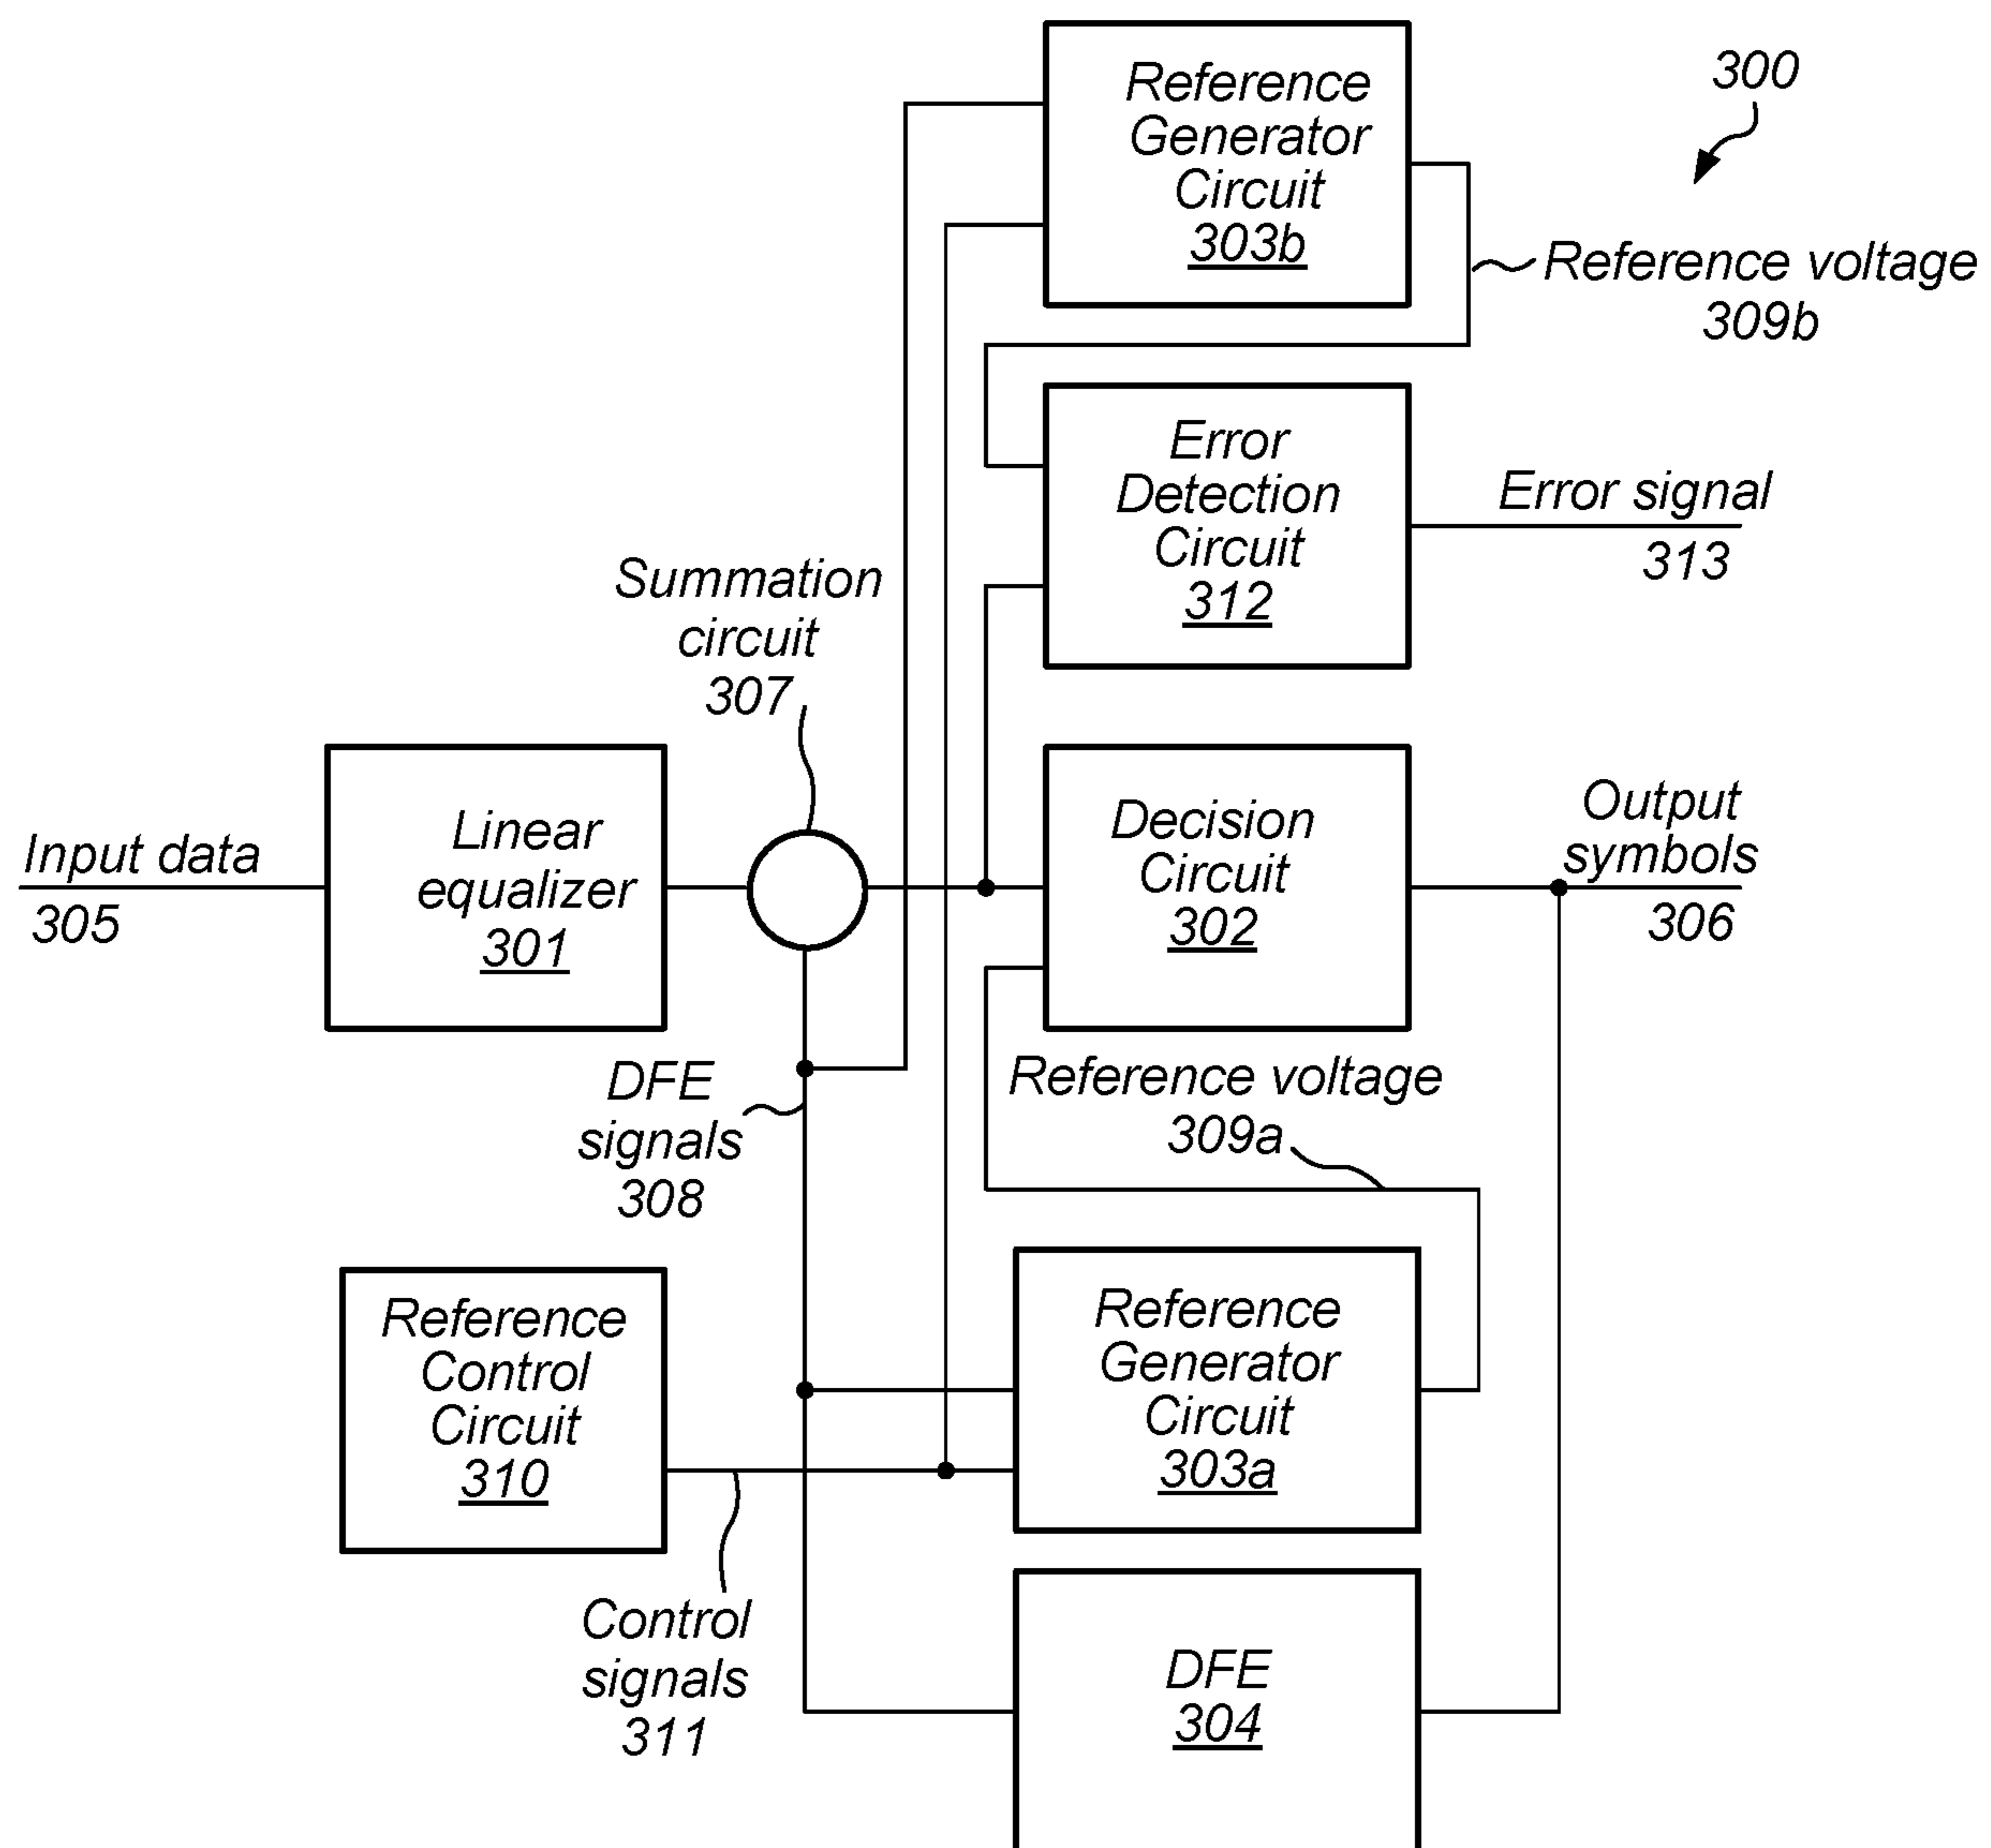 Reference
Generator
Circuit
303b
300
Reference voltage
309b
Error
Detection
Circuit
312
Error signal
313
Summation
circuit
307
Input data
305
Linear
equalizer
301
Decision
Circuit
302
Output
symbols
306
DFE
signals
308
Reference voltage
309a
Reference
Control
Circuit
310
Reference
Generator
Circuit
303a
Control
signals
311
DFE
304